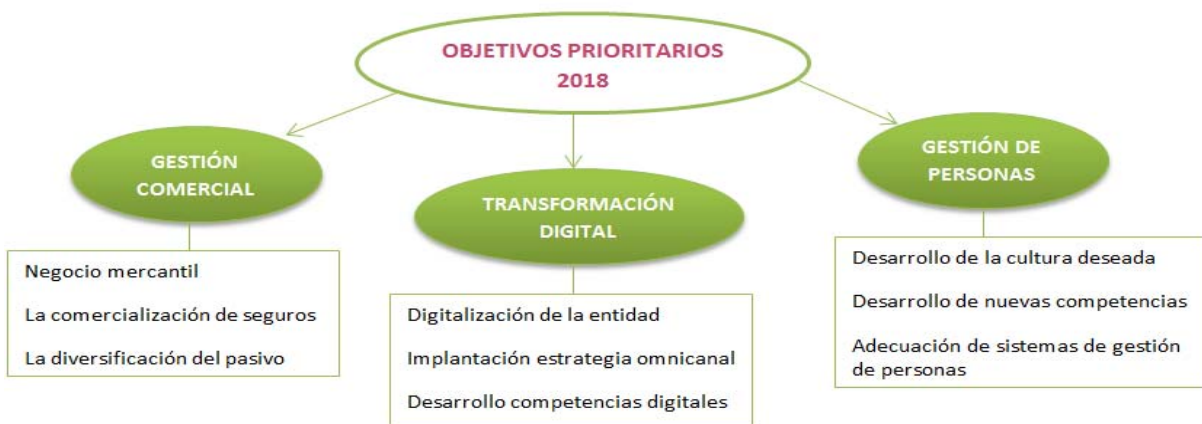 OBJETIVOS PRIORITARIOS
2018
GESTIÓN
COMERCIAL
Negocio mercantil
La comercialización de seguros
La diversificación del pasivo
TRANSFORMACIÓN
DIGITAL
Digitalización de la entidad
Implantación estrategia omnicanal
Desarrollo competencias digitales
GESTIÓN DE
PERSONAS
Desarrollo de la cultura deseada
Desarrollo de nuevas competencias
Adecuación de sistemas de gestión
de personas